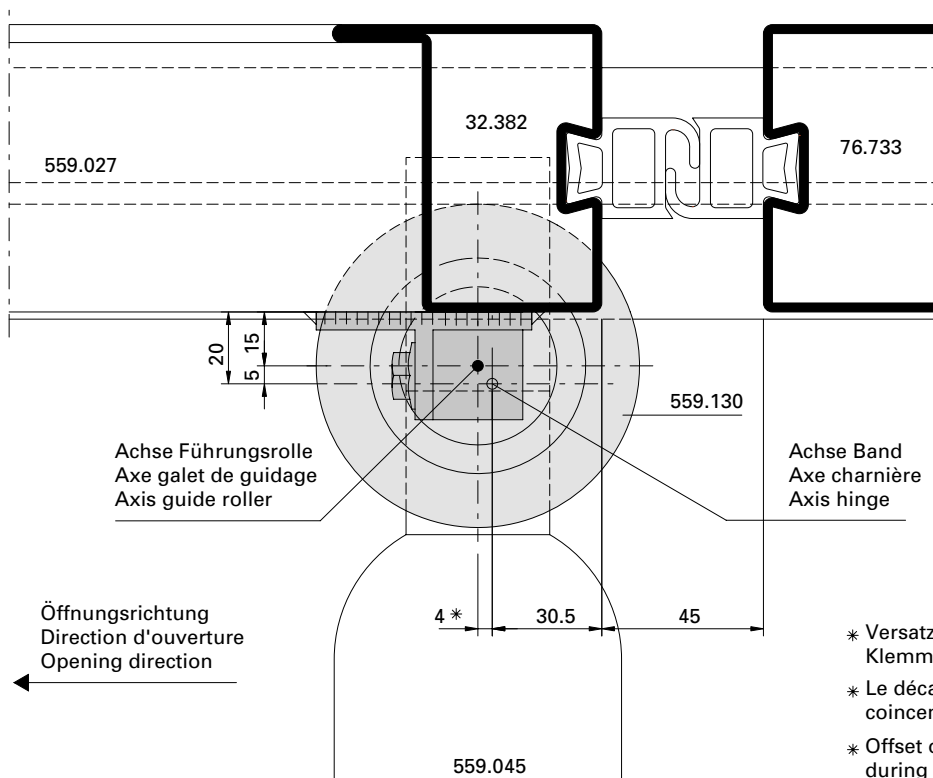 32.382
76.733
559.027
20
15
5
559.130
Achse Führungsrolle
Axe galet de guidage
Axis guide roller
Achse Band
Axe charnière
Axis hinge
Öffnungsrichtung
Direction d'ouverture
Opening direction
4 *
30.5
45
* Versatz
Klemm
* Le déca
coincer
* Offset o
during
559.045